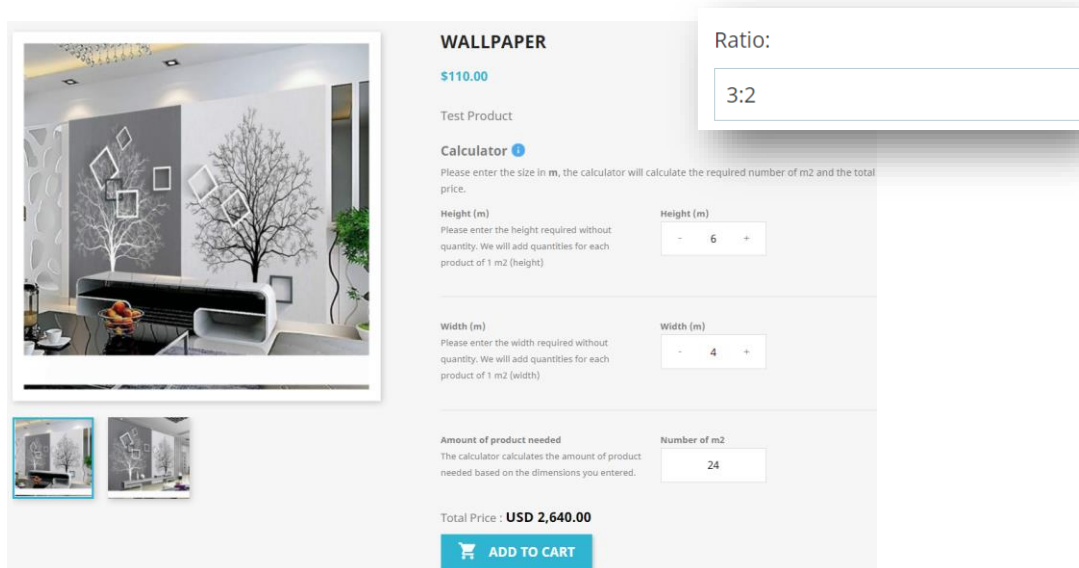 WALLPAPER
$110.00
Test Product
Calculator
Please enter the size in m, the calculator will calculate the required number of m2 and the total
price.
Height (m)
Please enter the height required without
quantity. We will add quantities for each
product of 1 m2 (height)
Height (m)
- 6 +
Width (m)
Please enter the width required without
quantity. We will add quantities for each
product of 1 m2 (width)
Width (m)
- 4 +
Amount of product needed
The calculator calculates the amount of product
needed based on the dimensions you entered.
Number of m2
24
Total Price : USD 2,640.00
ADD TO CART
Ratio:
3:2